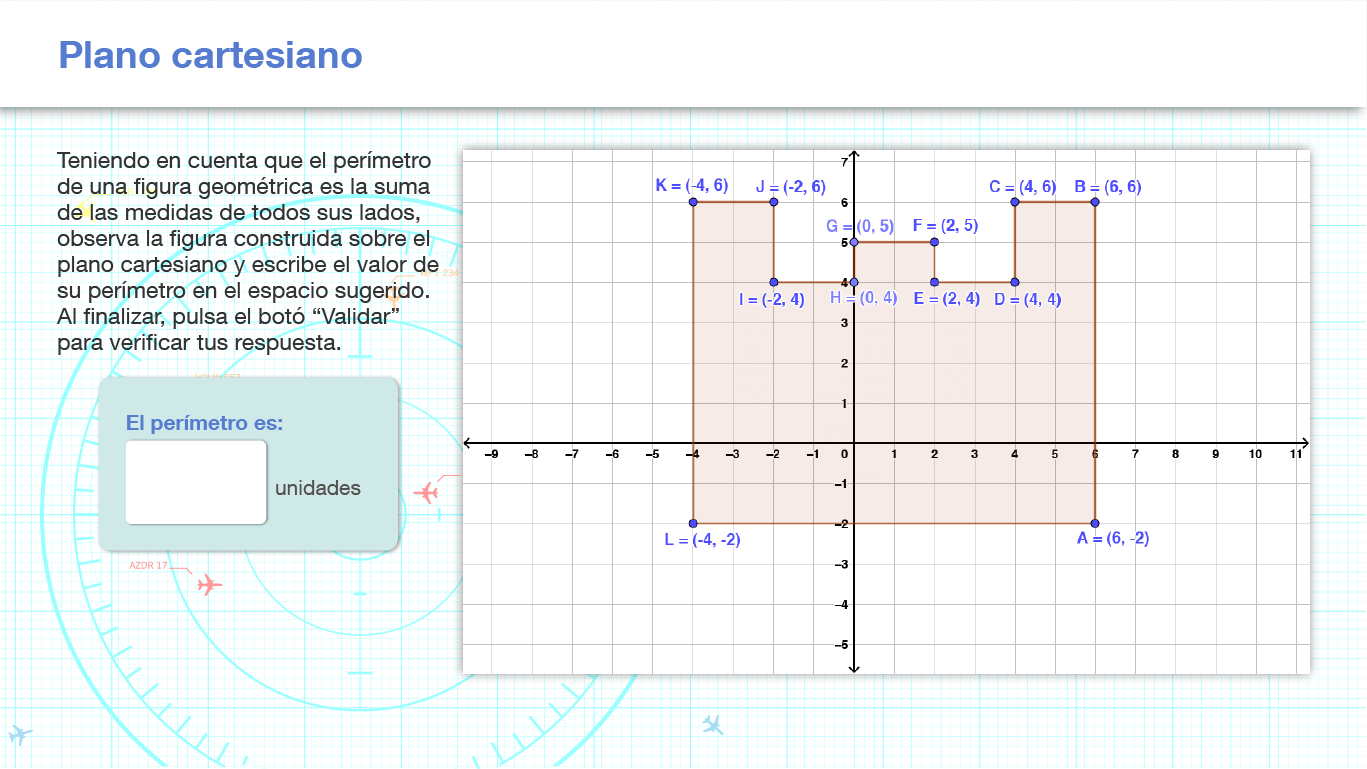 Plano cartesiano
Teniendo en cuenta que el perímetro
de una figura geométrica es la suma
de las medidas de todos sus lados,
observa la figura construida sobre el
plano cartesiano y escribe el valor de
su perímetro en el espacio sugerido.
Al finalizar, pulsa el botó “Validar”
para verificar tus respuesta.
El perímetro es:
unidades
AZDR 17
234
7
K = (-4, 6) J = (-2, 6) C = (4, 6) B = (6, 6)
6
G = (0, 5) F = (2, 5)
5
4
I = (-2, 4) H = (0, 4) E = (2, 4) D = (4, 4)
3
2
1
–9 –8 –7 –6 –5 –4 –3 –2 –1 0 1 2 3 4 5 6 7 8 9 10 11
–1
–2
L = (-4, -2) A = (6, -2)
–3
–4
–5